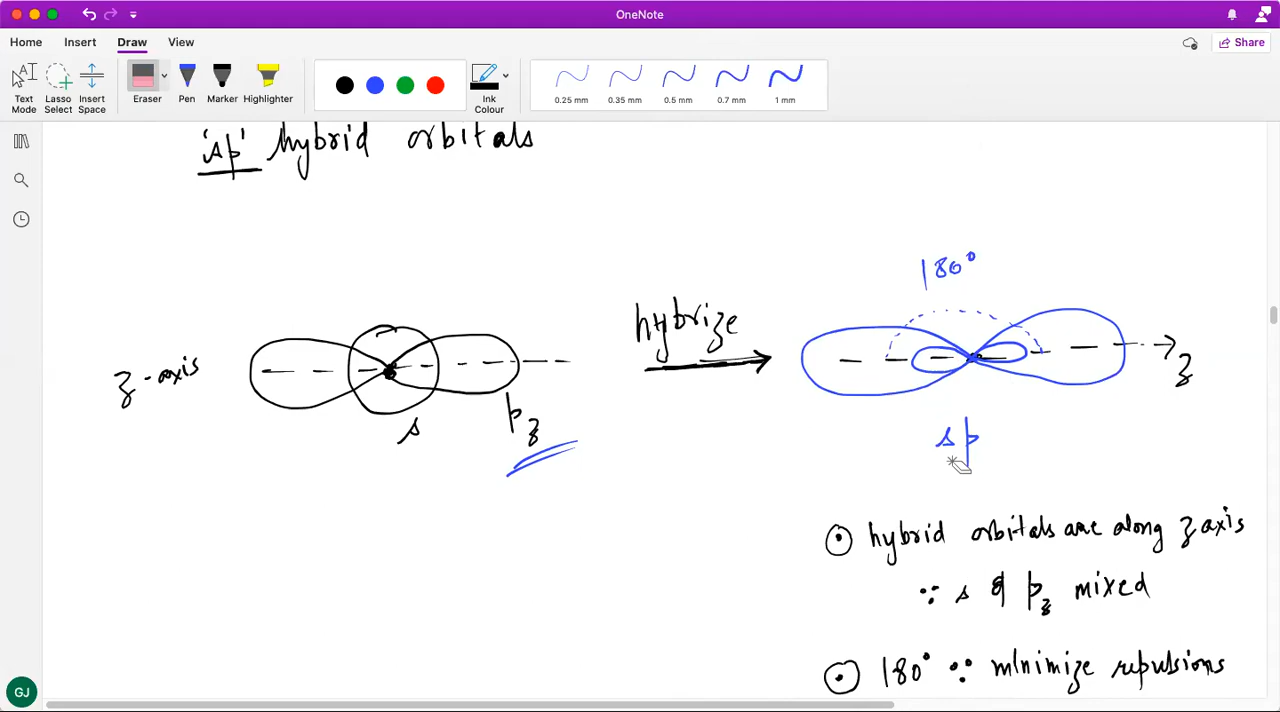 OneNote
Home Insert Draw View
Share
Text Mode
Lasso Select
Insert Space
Eraser
Pen
Marker
Highlighter
Ink Colour
0.25 mm 0.35 mm 0.5 mm 0.7 mm 1 mm
'sp' hybrid orbitals
180°
hybrize
z-axis
s
pz
z
sp
hybrid orbitals are along z axis
∵ s & pz mixed
180° ∵ minimize repulsions
GJ